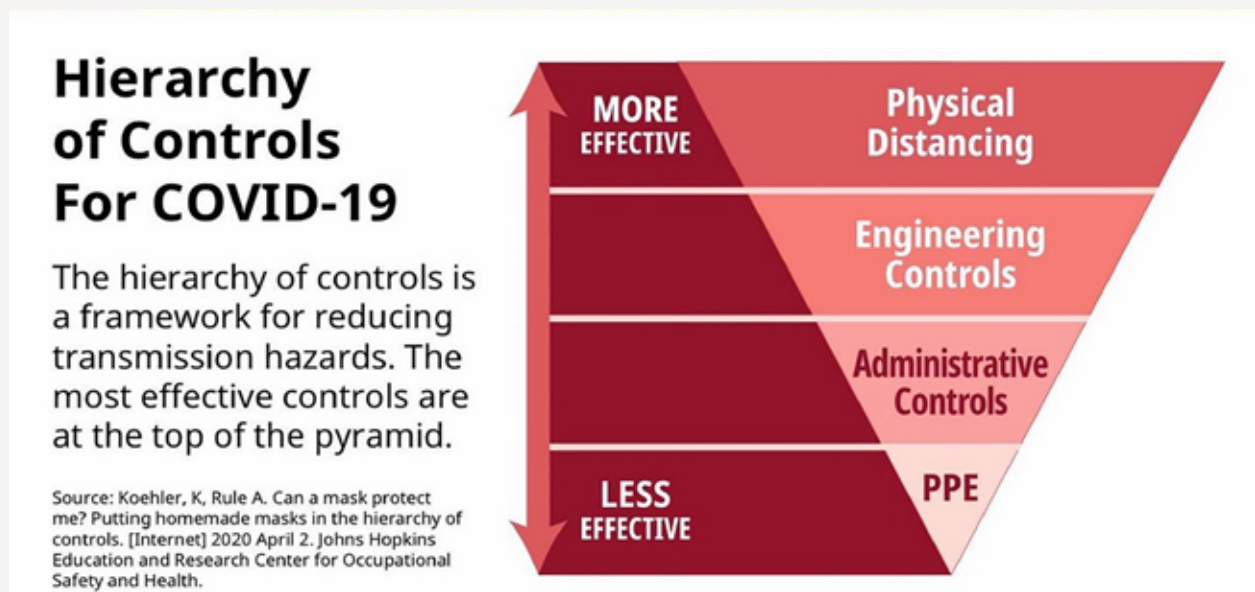 Hierarchy
of Controls
For COVID-19
The hierarchy of controls is
a framework for reducing
transmission hazards. The
most effective controls are
at the top of the pyramid.
Source: Koehler, K, Rule A. Can a mask protect
me? Putting homemade masks in the hierarchy of
controls. [Internet] 2020 April 2. Johns Hopkins
Education and Research Center for Occupational
Safety and Health.
MORE
EFFECTIVE
Physical
Distancing
Engineering
Controls
Administrative
Controls
LESS
EFFECTIVE
PPE